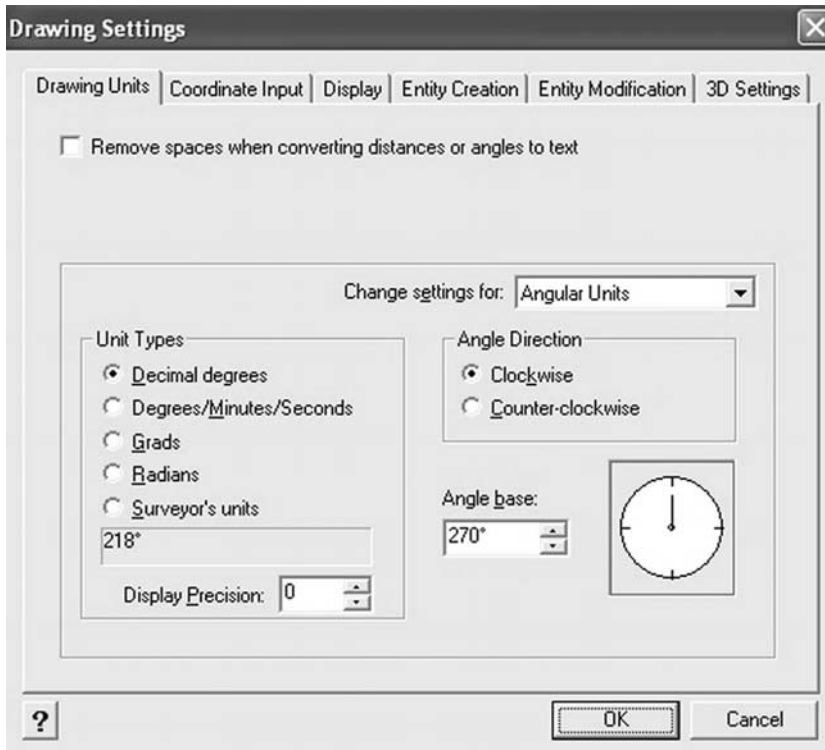 Drawing Settings
Drawing Units Coordinate Input Display Entity Creation Entity Modification 3D Settings
Remove spaces when converting distances or angles to text
Change settings for: Angular Units
Unit Types
Decimal degrees
Degrees/Minutes/Seconds
Grads
Radians
Surveyor's units
218°
Display Precision: 0
Angle Direction
Clockwise
Counter-clockwise
Angle base:
270°
?
OK
Cancel